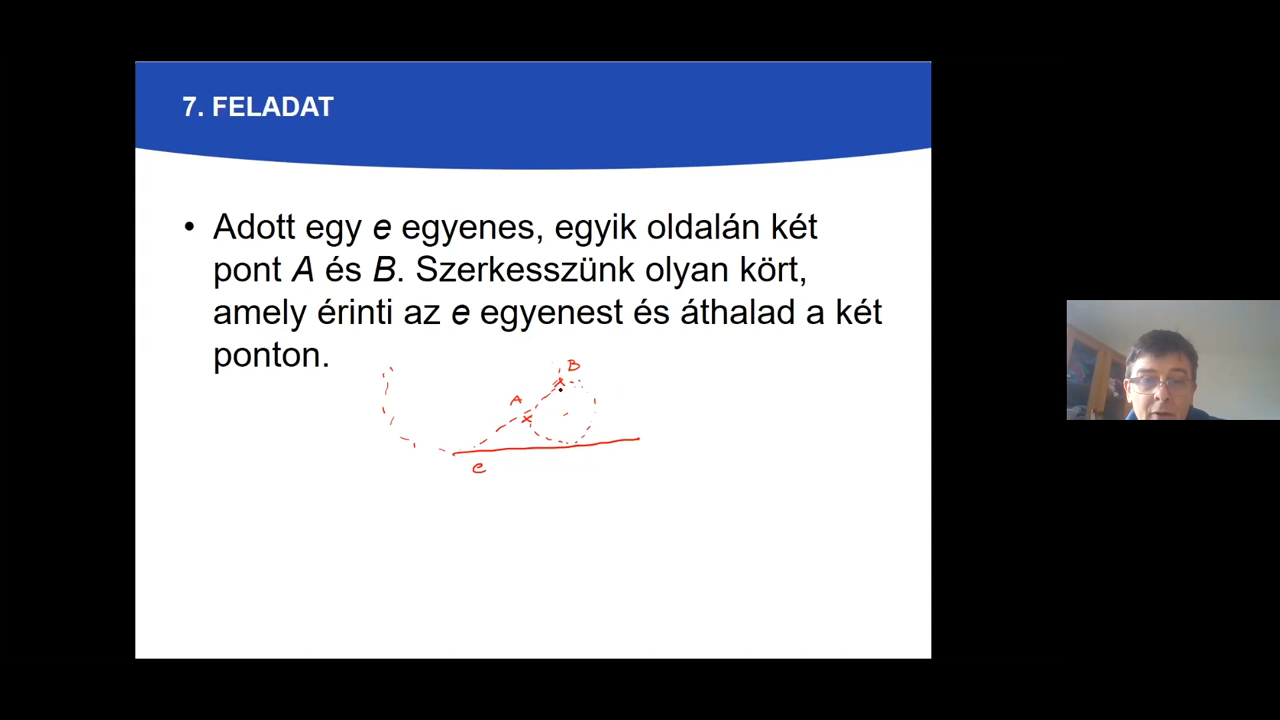 7. FELADAT
• Adott egy e egyenes, egyik oldalán két
pont A és B. Szerkesszünk olyan kört,
amely érinti az e egyenest és áthalad a két
ponton.
B
A
e